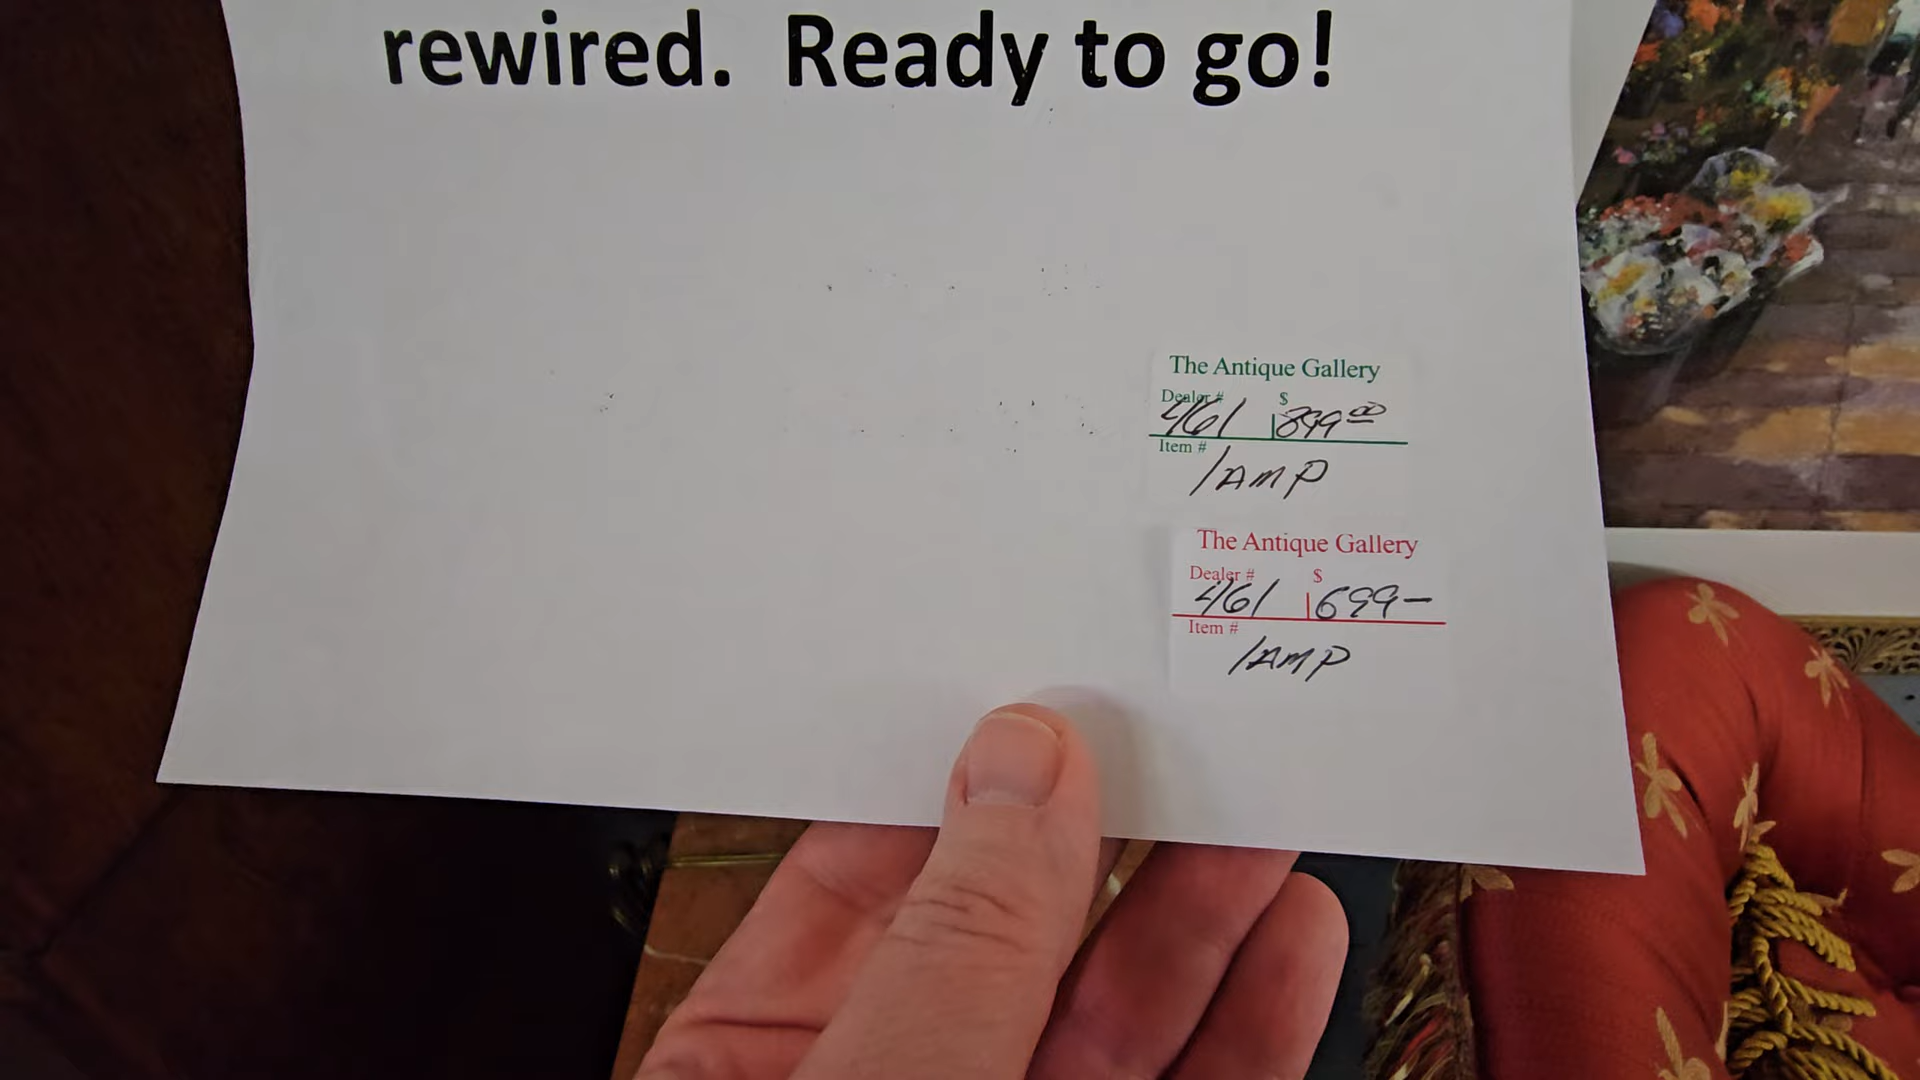 rewired. Ready to go!
The Antique Gallery
Dealer # $
461 899.00
Item #
lAMP
The Antique Gallery
Dealer # $
461 699-
Item #
lAMP